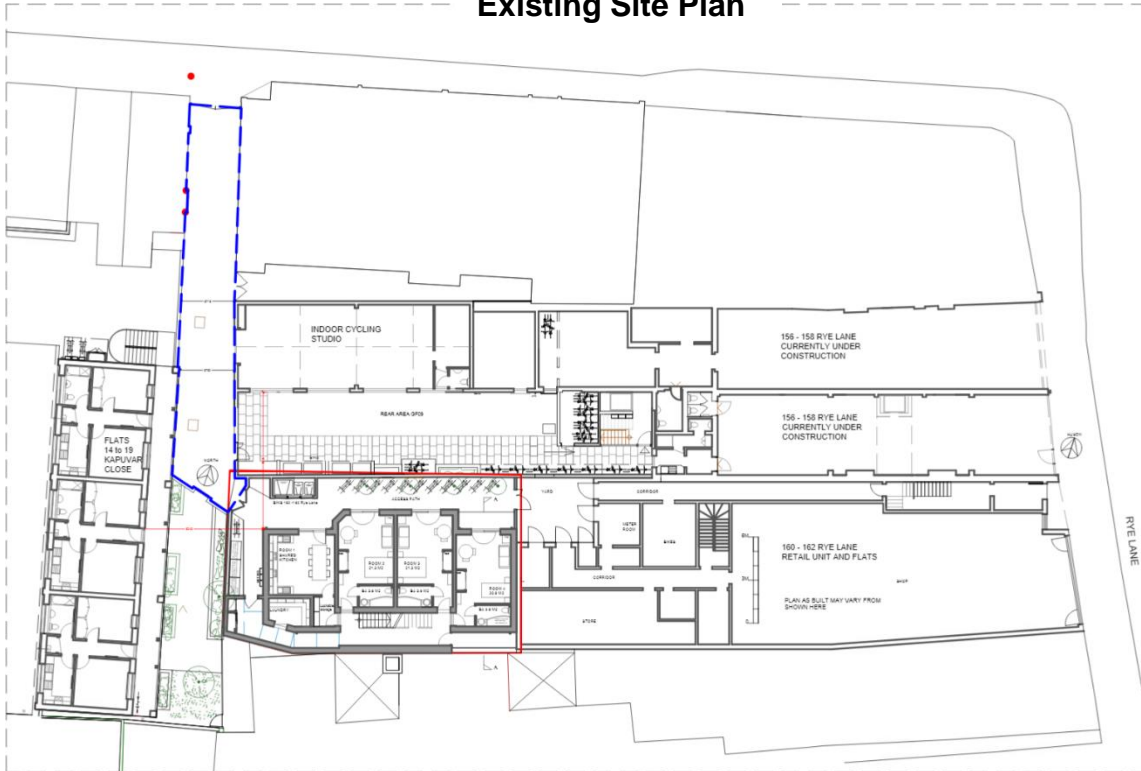 Existing Site Plan
INDOOR CYCLING
STUDIO
156 - 158 RYE LANE
CURRENTLY UNDER
CONSTRUCTION
REAR AREA
156 - 158 RYE LANE
CURRENTLY UNDER
CONSTRUCTION
FLATS
14 to 19
KAPUVAR
CLOSE
NORTH
NORTH
ACCESS PATH
YARD
CORRIDOR
METER
ROOM
ROOM 1
SHARED
KITCHEN
ROOM 2
ROOM 3
LAUNDRY
CORRIDOR
STORE
160 - 162 RYE LANE
RETAIL UNIT AND FLATS
SHOP
PLAN AS BUILT MAY VARY FROM
SHOWN HERE
RYE LANE
A
A